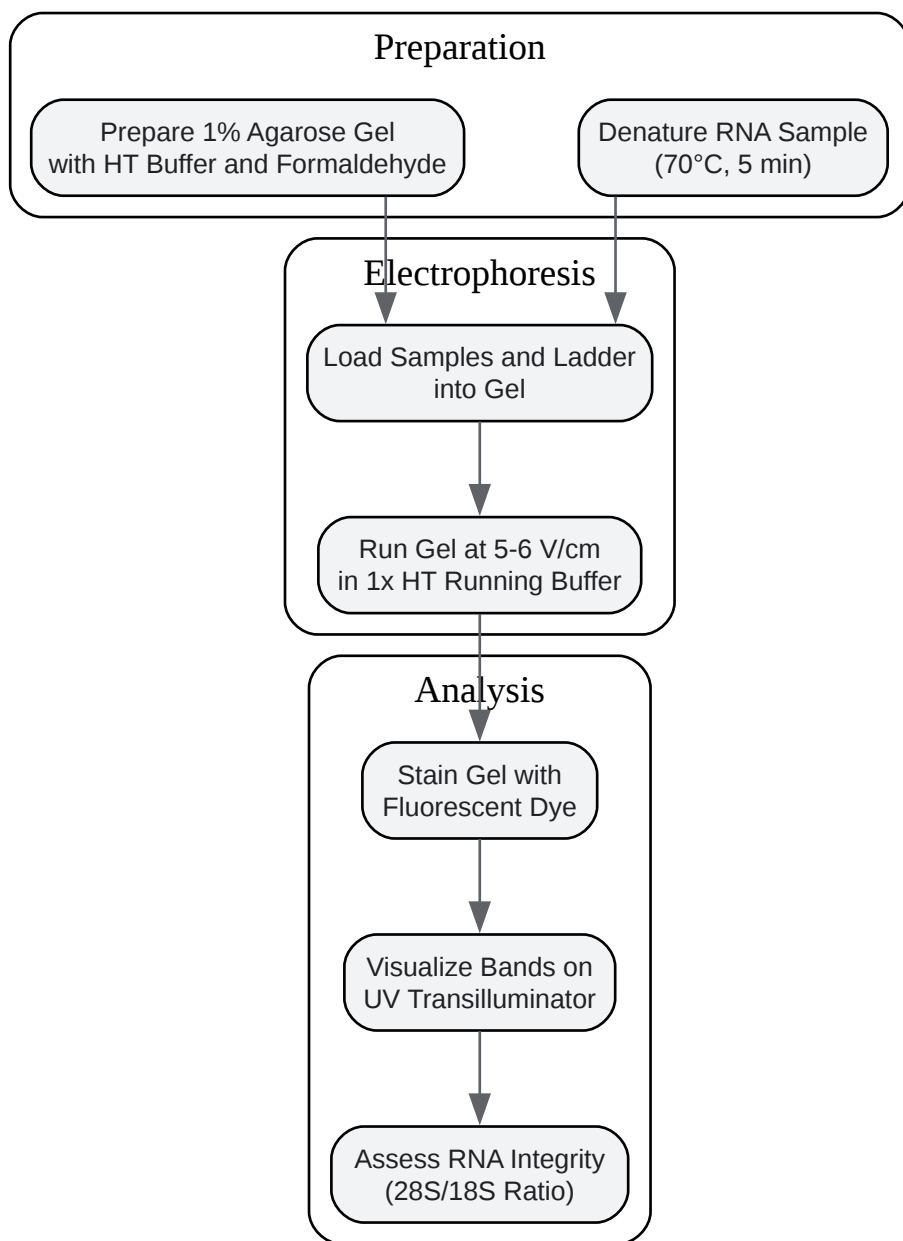 Preparation
Prepare 1% Agarose Gel
with HT Buffer and Formaldehyde
Denature RNA Sample
(70°C, 5 min)
Electrophoresis
Load Samples and Ladder
into Gel
Run Gel at 5-6 V/cm
in 1x HT Running Buffer
Analysis
Stain Gel with
Fluorescent Dye
Visualize Bands on
UV Transilluminator
Assess RNA Integrity
(28S/18S Ratio)